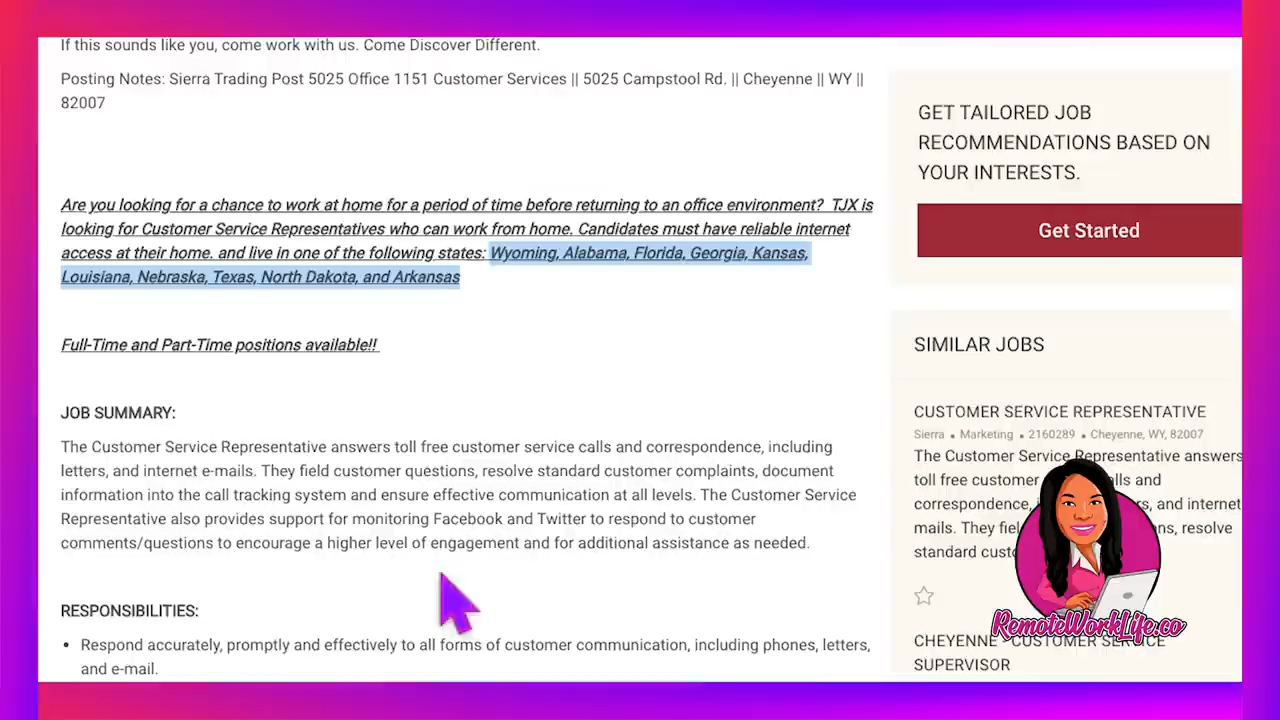 If this sounds like you, come work with us. Come Discover Different.
Posting Notes: Sierra Trading Post 5025 Office 1151 Customer Services || 5025 Campstool Rd. || Cheyenne || WY ||
82007
Are you looking for a chance to work at home for a period of time before returning to an office environment?  TJX is
looking for Customer Service Representatives who can work from home. Candidates must have reliable internet
access at their home. and live in one of the following states: Wyoming, Alabama, Florida, Georgia, Kansas,
Louisiana, Nebraska, Texas, North Dakota, and Arkansas
Full-Time and Part-Time positions available!!
JOB SUMMARY:
The Customer Service Representative answers toll free customer service calls and correspondence, including
letters, and internet e-mails. They field customer questions, resolve standard customer complaints, document
information into the call tracking system and ensure effective communication at all levels. The Customer Service
Representative also provides support for monitoring Facebook and Twitter to respond to customer
comments/questions to encourage a higher level of engagement and for additional assistance as needed.
RESPONSIBILITIES:
• Respond accurately, promptly and effectively to all forms of customer communication, including phones, letters,
and e-mail.
GET TAILORED JOB
RECOMMENDATIONS BASED ON
YOUR INTERESTS.
Get Started
SIMILAR JOBS
CUSTOMER SERVICE REPRESENTATIVE
Sierra • Marketing • 2160289 • Cheyenne, WY, 82007
The Customer Service Representative answers
toll free customer calls and
correspondence, internet
mails. They resolve
standard
RemoteWorkLife.co
CHEYENNE - CUSTOMER SERVICE
SUPERVISOR